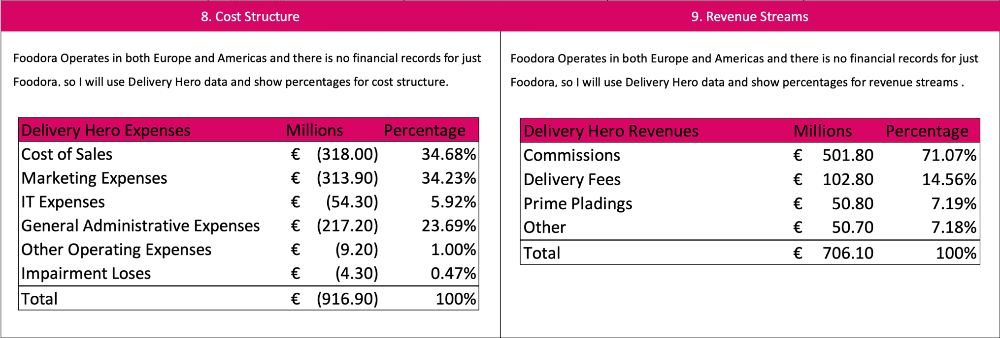 8. Cost Structure
Foodora Operates in both Europe and Americas and there is no financial records for just
Foodora, so I will use Delivery Hero data and show percentages for cost structure.
Delivery Hero Expenses Millions Percentage
Cost of Sales € (318.00) 34.68%
Marketing Expenses € (313.90) 34.23%
IT Expenses € (54.30) 5.92%
General Administrative Expenses € (217.20) 23.69%
Other Operating Expenses € (9.20) 1.00%
Impairment Loses € (4.30) 0.47%
Total € (916.90) 100%
9. Revenue Streams
Foodora Operates in both Europe and Americas and there is no financial records for just
Foodora, so I will use Delivery Hero data and show percentages for revenue streams .
Delivery Hero Revenues Millions Percentage
Commissions € 501.80 71.07%
Delivery Fees € 102.80 14.56%
Prime Pladings € 50.80 7.19%
Other € 50.70 7.18%
Total € 706.10 100%